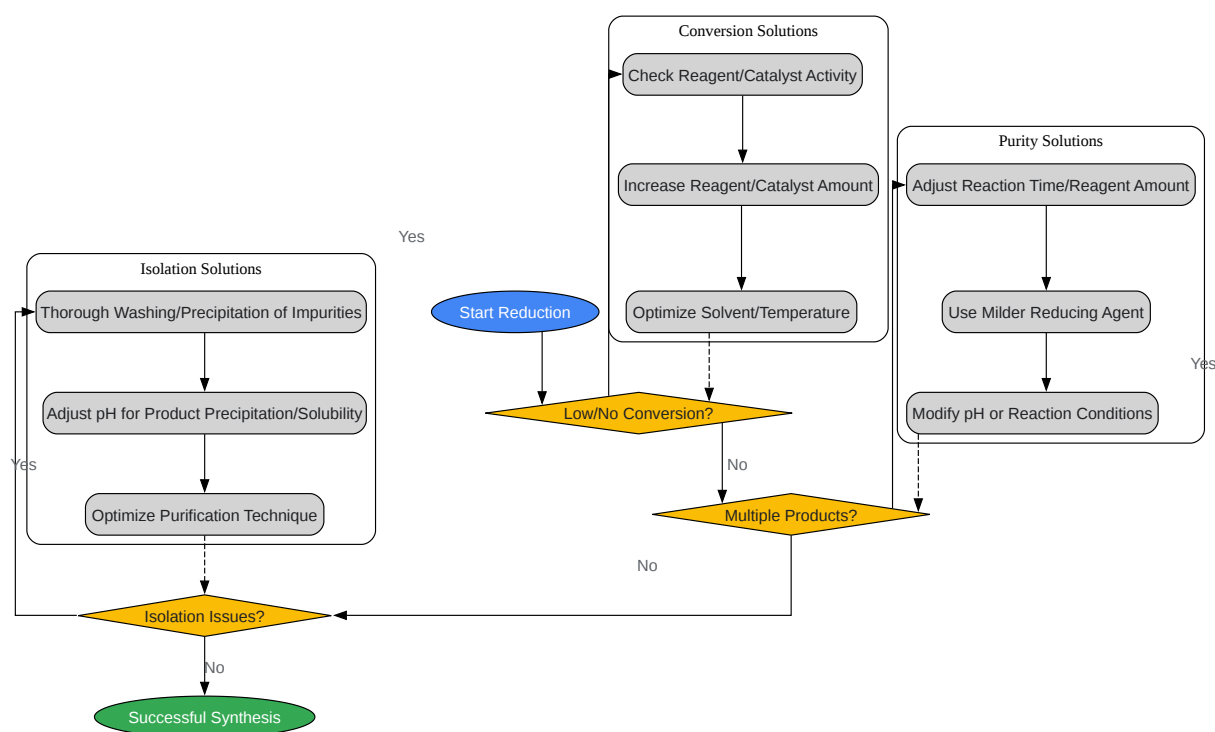 Conversion Solutions
Check Reagent/Catalyst Activity
Increase Reagent/Catalyst Amount
Optimize Solvent/Temperature
Purity Solutions
Adjust Reaction Time/Reagent Amount
Use Milder Reducing Agent
Modify pH or Reaction Conditions
Yes
Yes
Isolation Solutions
Thorough Washing/Precipitation of Impurities
Adjust pH for Product Precipitation/Solubility
Optimize Purification Technique
Yes
Start Reduction
Low/No Conversion?
No
Multiple Products?
No
Isolation Issues?
No
Successful Synthesis